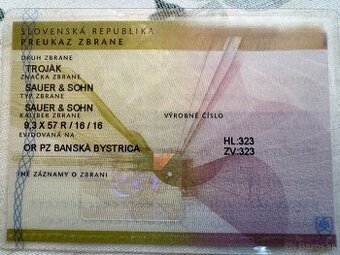 SLOVENSKÁ REPUBLIKA
PREUKAZ ZBRANE
DRUH ZBRANE
TROJÁK
ZNAČKA ZBRANE
SAUER & SOHN
TYP ZBRANE
SAUER & SOHN
KALIBER ZBRANE
VÝROBNÉ ČÍSLO
9,3 X 57 R / 16 / 16
EVIDOVANÁ NA
OR PZ BANSKÁ BYSTRICA
HL:323
ZV:323
INÉ ZÁZNAMY O ZBRANI